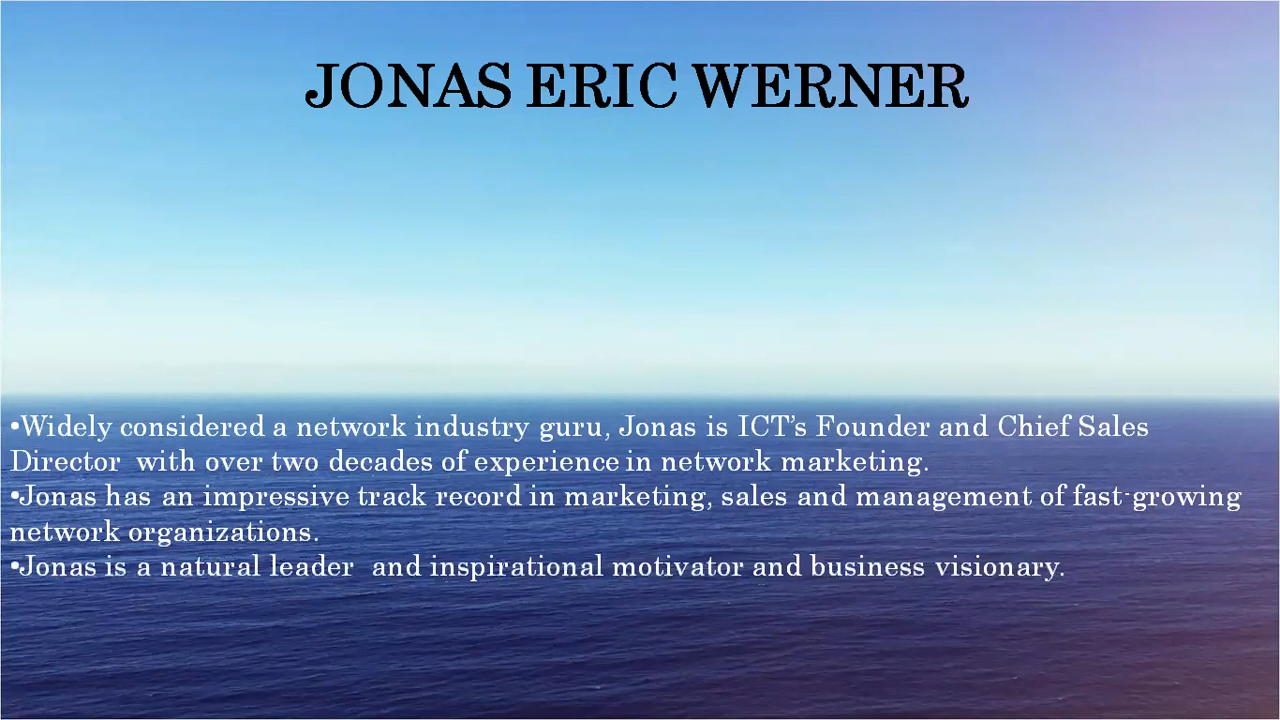 JONAS ERIC WERNER
•Widely considered a network industry guru, Jonas is ICT’s Founder and Chief Sales
Director  with over two decades of experience in network marketing.
•Jonas has an impressive track record in marketing, sales and management of fast-growing
network organizations.
•Jonas is a natural leader  and inspirational motivator and business visionary.